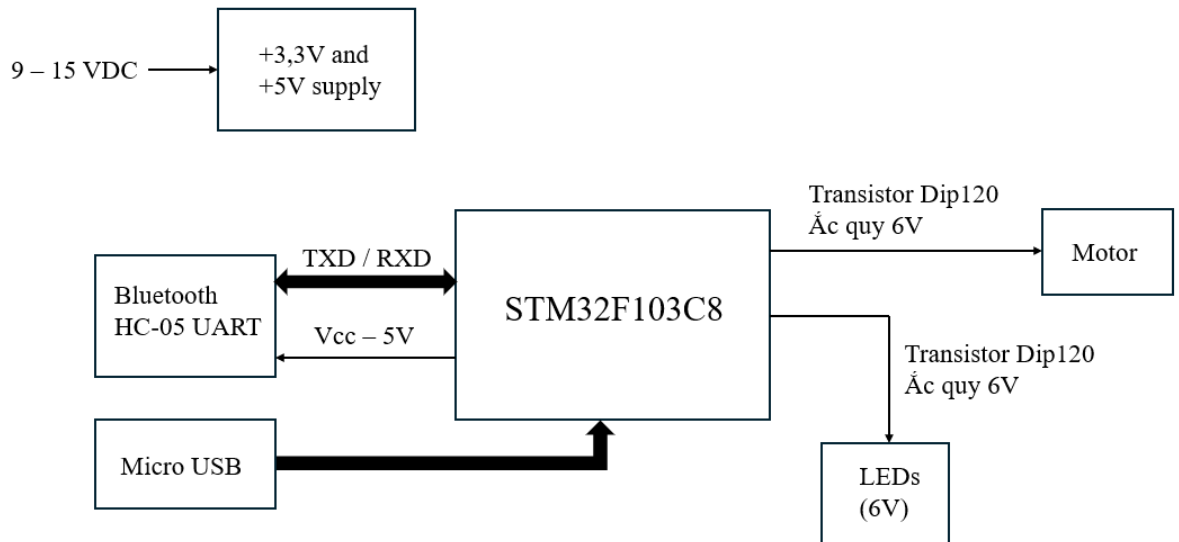 9 – 15 VDC
+3,3V and
+5V supply
Bluetooth
HC-05 UART
TXD / RXD
Vcc – 5V
Micro USB
STM32F103C8
Transistor Dip120
Ắc quy 6V
Motor
Transistor Dip120
Ắc quy 6V
LEDs
(6V)